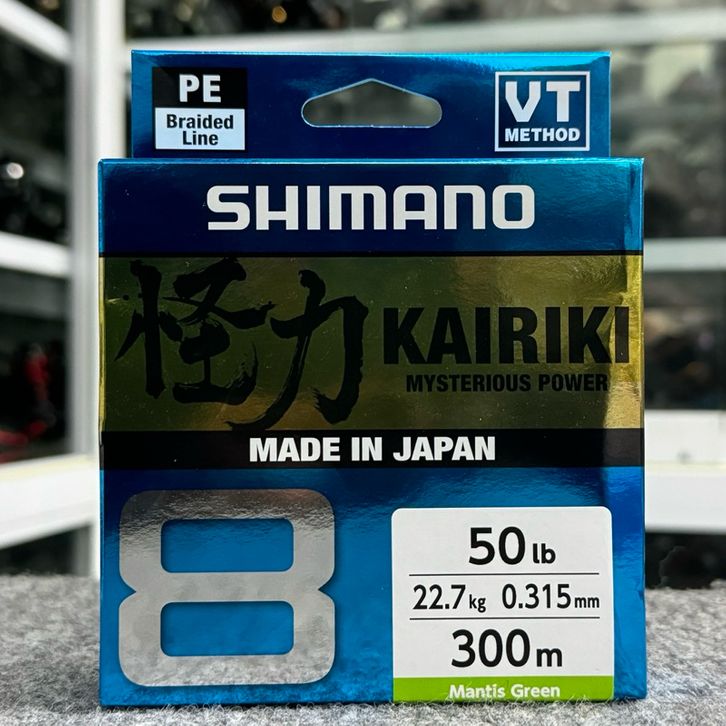 PE
Braided
Line
VT
METHOD
SHIMANO
怪力 KAIRIKI
MYSTERIOUS POWER
MADE IN JAPAN
8
50 lb
22.7 kg 0.315 mm
300 m
Mantis Green